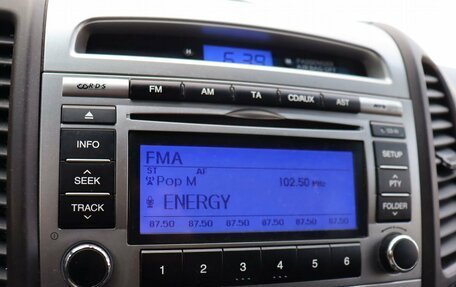 6:39
RDS
FM AM TA CD/AUX AST
INFO
SEEK
TRACK
FMA
ST AF
Pop M 102.50 MHz
ENERGY
87.50 87.50 87.50 87.50 87.50 87.50
SETUP
PTY
FOLDER
1 2 3 4 5 6